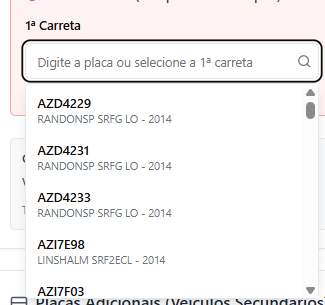 1ª Carreta
Digite a placa ou selecione a 1ª carreta
AZD4229
RANDONSP SRFG LO - 2014
AZD4231
RANDONSP SRFG LO - 2014
AZD4233
RANDONSP SRFG LO - 2014
AZI7E98
LINSHALM SRF2ECL - 2014
AZI7F03
Placas Adicionais (Veículos Secundários